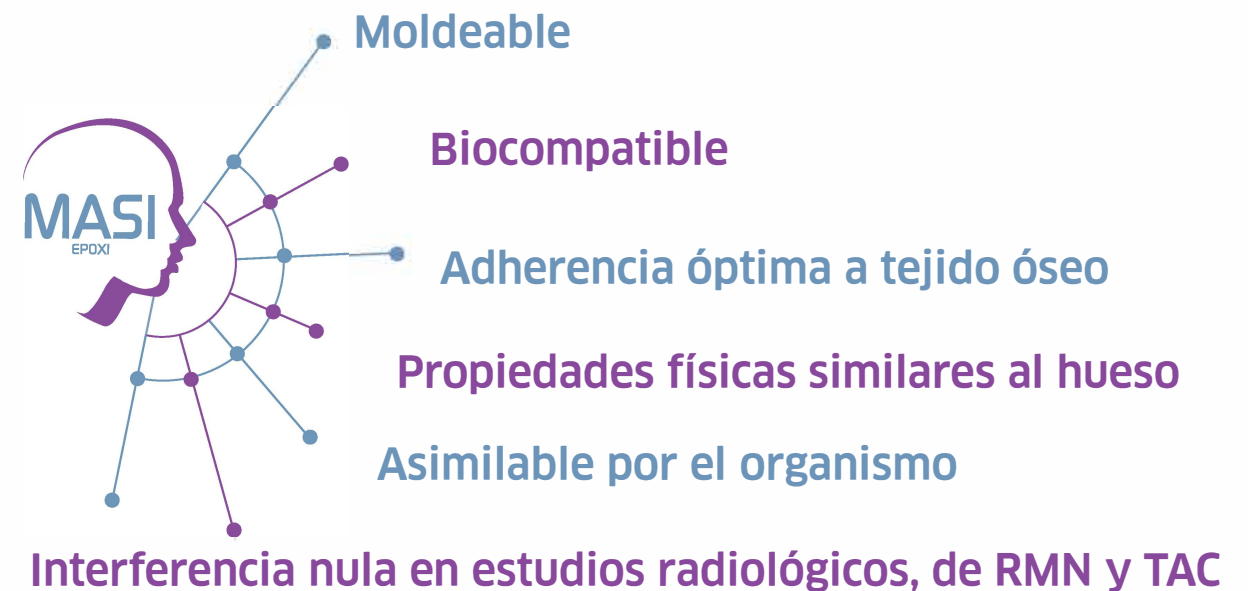 Moldeable
Biocompatible
MASI
EPOXI
Adherencia óptima a tejido óseo
Propiedades físicas similares al hueso
Asimilable por el organismo
Interferencia nula en estudios radiológicos, de RMN y TAC